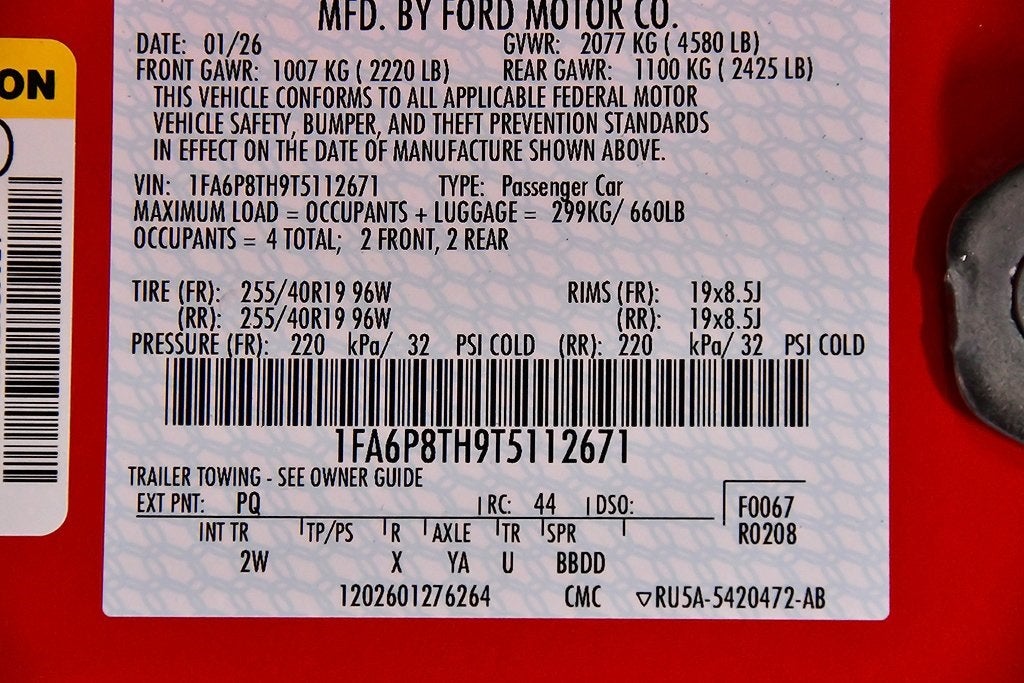 MFD. BY FORD MOTOR CO.
DATE: 01/26 GVWR: 2077 KG ( 4580 LB)
FRONT GAWR: 1007 KG ( 2220 LB) REAR GAWR: 1100 KG ( 2425 LB)
THIS VEHICLE CONFORMS TO ALL APPLICABLE FEDERAL MOTOR
VEHICLE SAFETY, BUMPER, AND THEFT PREVENTION STANDARDS
IN EFFECT ON THE DATE OF MANUFACTURE SHOWN ABOVE.
VIN: 1FA6P8TH9T5112671 TYPE: Passenger Car
MAXIMUM LOAD = OCCUPANTS + LUGGAGE = 299KG/ 660LB
OCCUPANTS = 4 TOTAL; 2 FRONT, 2 REAR
TIRE (FR): 255/40R19 96W RIMS (FR): 19x8.5J
(RR): 255/40R19 96W (RR): 19x8.5J
PRESSURE (FR): 220 kPa/ 32 PSI COLD (RR): 220 kPa/ 32 PSI COLD
1FA6P8TH9T5112671
TRAILER TOWING - SEE OWNER GUIDE
EXT PNT: PQ RC: 44 DSO: F0067
INT TR TP/PS R AXLE TR SPR R0208
2W X YA U BBDD
1202601276264 CMC ▽RU5A-5420472-AB
ON